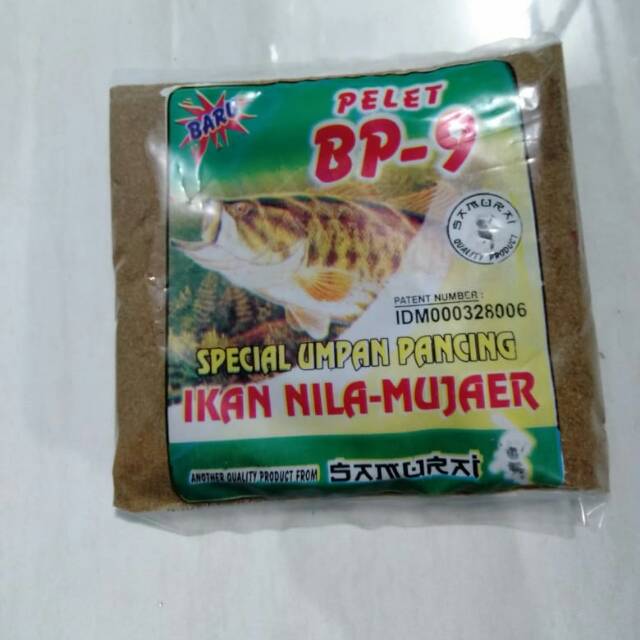 BARU
PELET
BP-9
SAMURAI
QUALITY PRODUCT
PATENT NUMBER :
IDM000328006
SPECIAL UMPAN PANCING
IKAN NILA-MUJAER
ANOTHER QUALITY PRODUCT FROM SAMURAI